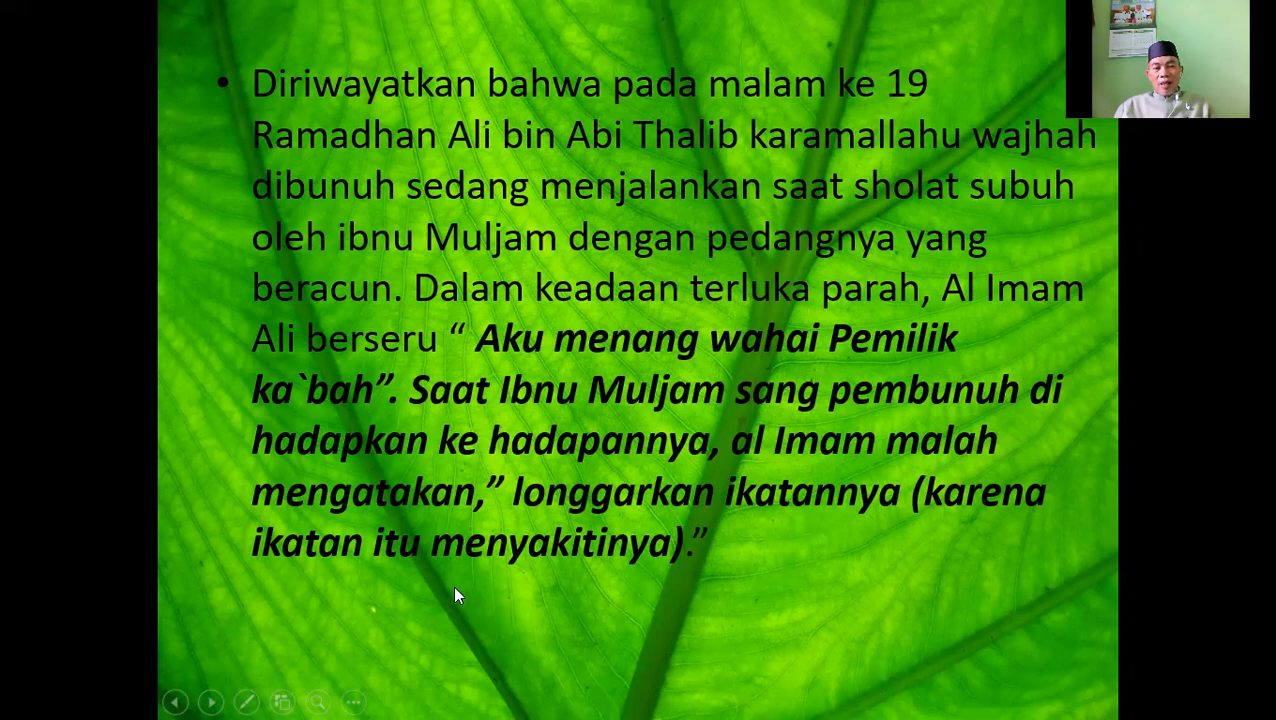 • Diriwayatkan bahwa pada malam ke 19
Ramadhan Ali bin Abi Thalib karamallahu wajhah
dibunuh sedang menjalankan saat sholat subuh
oleh ibnu Muljam dengan pedangnya yang
beracun. Dalam keadaan terluka parah, Al Imam
Ali berseru “ Aku menang wahai Pemilik
ka`bah”. Saat Ibnu Muljam sang pembunuh di
hadapkan ke hadapannya, al Imam malah
mengatakan,” longgarkan ikatannya (karena
ikatan itu menyakitinya).”